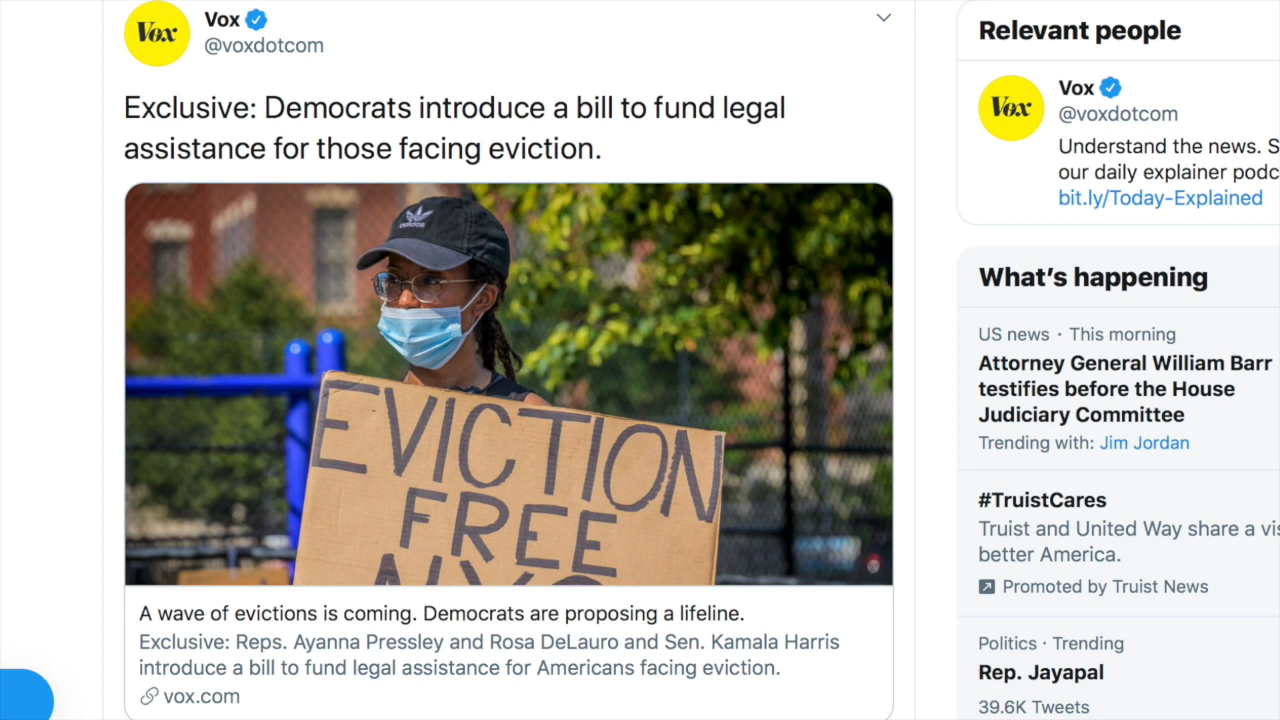 Vox
Vox
@voxdotcom
Exclusive: Democrats introduce a bill to fund legal
assistance for those facing eviction.
adidas
EVICTION
FREE
NYC
A wave of evictions is coming. Democrats are proposing a lifeline.
Exclusive: Reps. Ayanna Pressley and Rosa DeLauro and Sen. Kamala Harris
introduce a bill to fund legal assistance for Americans facing eviction.
vox.com
Relevant people
Vox
Vox
@voxdotcom
Understand the news. S
our daily explainer podc
bit.ly/Today-Explained
What's happening
US news · This morning
Attorney General William Barr
testifies before the House
Judiciary Committee
Trending with: Jim Jordan
#TruistCares
Truist and United Way share a vis
better America.
Promoted by Truist News
Politics · Trending
Rep. Jayapal
39.6K Tweets